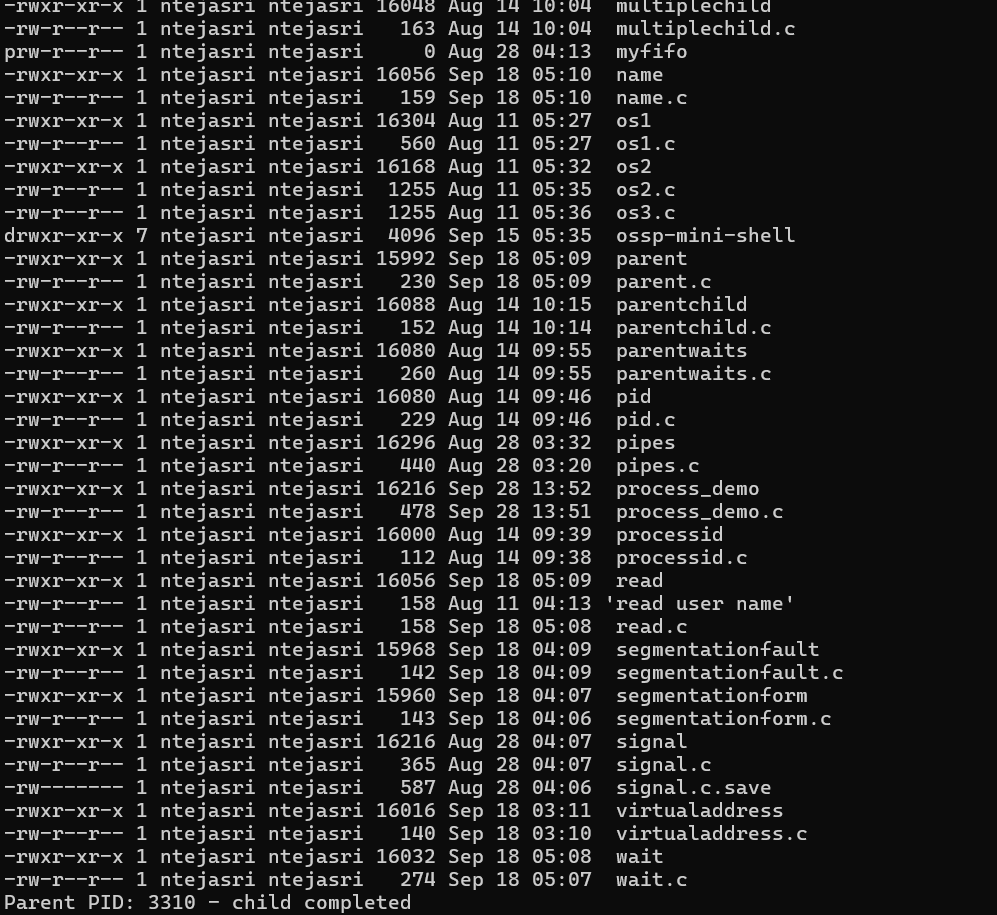 -rwxr-xr-x 1 ntejasri ntejasri 16048 Aug 14 10:04  multiplechild
-rw-r--r-- 1 ntejasri ntejasri   163 Aug 14 10:04  multiplechild.c
prw-r--r-- 1 ntejasri ntejasri     0 Aug 28 04:13  myfifo
-rwxr-xr-x 1 ntejasri ntejasri 16056 Sep 18 05:10  name
-rw-r--r-- 1 ntejasri ntejasri   159 Sep 18 05:10  name.c
-rwxr-xr-x 1 ntejasri ntejasri 16304 Aug 11 05:27  os1
-rw-r--r-- 1 ntejasri ntejasri   560 Aug 11 05:27  os1.c
-rwxr-xr-x 1 ntejasri ntejasri 16168 Aug 11 05:32  os2
-rw-r--r-- 1 ntejasri ntejasri  1255 Aug 11 05:35  os2.c
-rw-r--r-- 1 ntejasri ntejasri  1255 Aug 11 05:36  os3.c
drwxr-xr-x 7 ntejasri ntejasri  4096 Sep 15 05:35  ossp-mini-shell
-rwxr-xr-x 1 ntejasri ntejasri 15992 Sep 18 05:09  parent
-rw-r--r-- 1 ntejasri ntejasri   230 Sep 18 05:09  parent.c
-rwxr-xr-x 1 ntejasri ntejasri 16088 Aug 14 10:15  parentchild
-rw-r--r-- 1 ntejasri ntejasri   152 Aug 14 10:14  parentchild.c
-rwxr-xr-x 1 ntejasri ntejasri 16080 Aug 14 09:55  parentwaits
-rw-r--r-- 1 ntejasri ntejasri   260 Aug 14 09:55  parentwaits.c
-rwxr-xr-x 1 ntejasri ntejasri 16080 Aug 14 09:46  pid
-rw-r--r-- 1 ntejasri ntejasri   229 Aug 14 09:46  pid.c
-rwxr-xr-x 1 ntejasri ntejasri 16296 Aug 28 03:32  pipes
-rw-r--r-- 1 ntejasri ntejasri   440 Aug 28 03:20  pipes.c
-rwxr-xr-x 1 ntejasri ntejasri 16216 Sep 28 13:52  process_demo
-rw-r--r-- 1 ntejasri ntejasri   478 Sep 28 13:51  process_demo.c
-rwxr-xr-x 1 ntejasri ntejasri 16000 Aug 14 09:39  processid
-rw-r--r-- 1 ntejasri ntejasri   112 Aug 14 09:38  processid.c
-rwxr-xr-x 1 ntejasri ntejasri 16056 Sep 18 05:09  read
-rw-r--r-- 1 ntejasri ntejasri   158 Aug 11 04:13 'read user name'
-rw-r--r-- 1 ntejasri ntejasri   158 Sep 18 05:08  read.c
-rwxr-xr-x 1 ntejasri ntejasri 15968 Sep 18 04:09  segmentationfault
-rw-r--r-- 1 ntejasri ntejasri   142 Sep 18 04:09  segmentationfault.c
-rwxr-xr-x 1 ntejasri ntejasri 15960 Sep 18 04:07  segmentationform
-rw-r--r-- 1 ntejasri ntejasri   143 Sep 18 04:06  segmentationform.c
-rwxr-xr-x 1 ntejasri ntejasri 16216 Aug 28 04:07  signal
-rw-r--r-- 1 ntejasri ntejasri   365 Aug 28 04:07  signal.c
-rw------- 1 ntejasri ntejasri   587 Aug 28 04:06  signal.c.save
-rwxr-xr-x 1 ntejasri ntejasri 16016 Sep 18 03:11  virtualaddress
-rw-r--r-- 1 ntejasri ntejasri   140 Sep 18 03:10  virtualaddress.c
-rwxr-xr-x 1 ntejasri ntejasri 16032 Sep 18 05:08  wait
-rw-r--r-- 1 ntejasri ntejasri   274 Sep 18 05:07  wait.c
Parent PID: 3310 - child completed